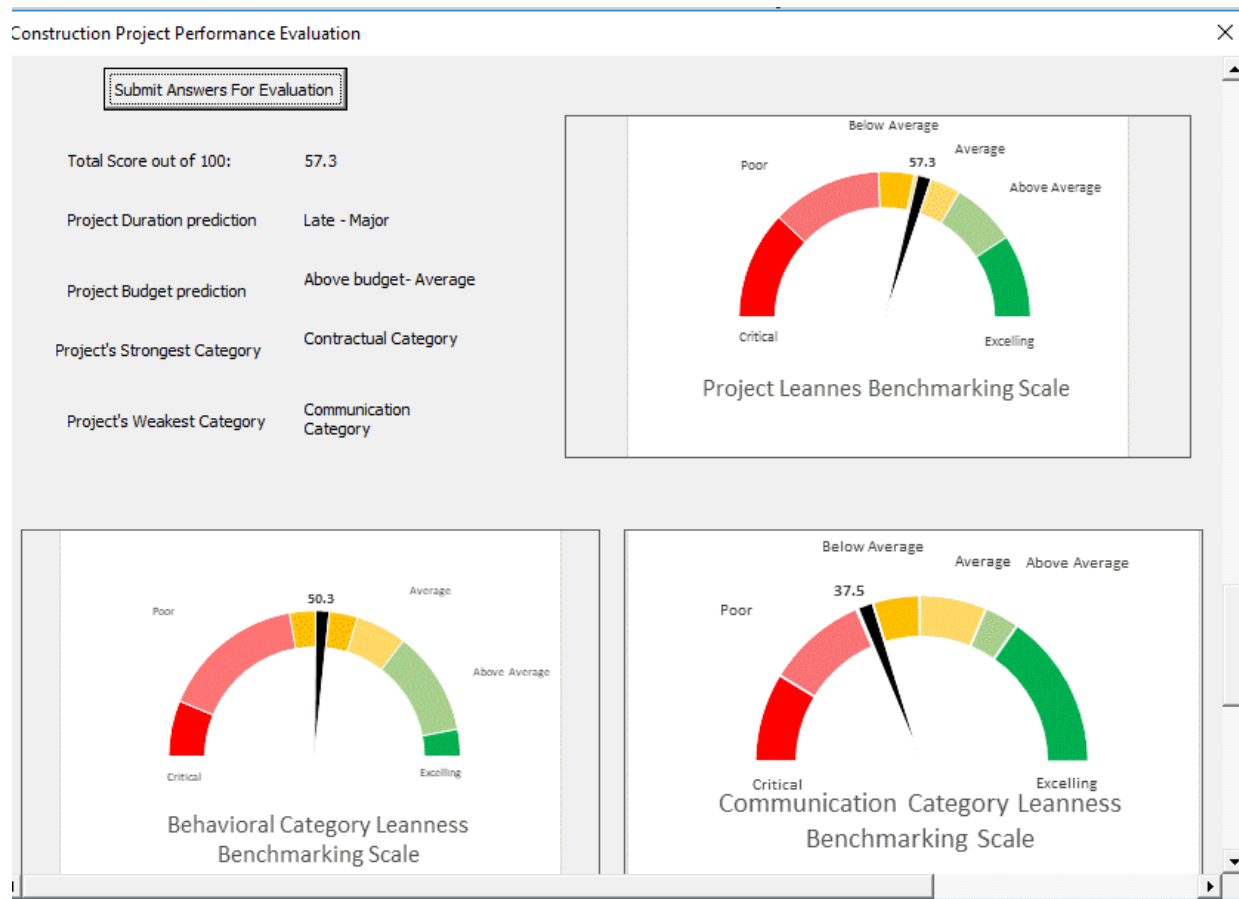 Construction Project Performance Evaluation
Submit Answers For Evaluation
Total Score out of 100: 57.3
Project Duration prediction Late - Major
Project Budget prediction Above budget- Average
Project's Strongest Category Contractual Category
Project's Weakest Category Communication
Category
Below Average
Average
57.3
Poor
Above Average
Critical
Excelling
Project Leannes Benchmarking Scale
Average
50.3
Poor
Above Average
Critical
Excelling
Behavioral Category Leanness
Benchmarking Scale
Below Average
Average Above Average
37.5
Poor
Critical
Excelling
Communication Category Leanness
Benchmarking Scale